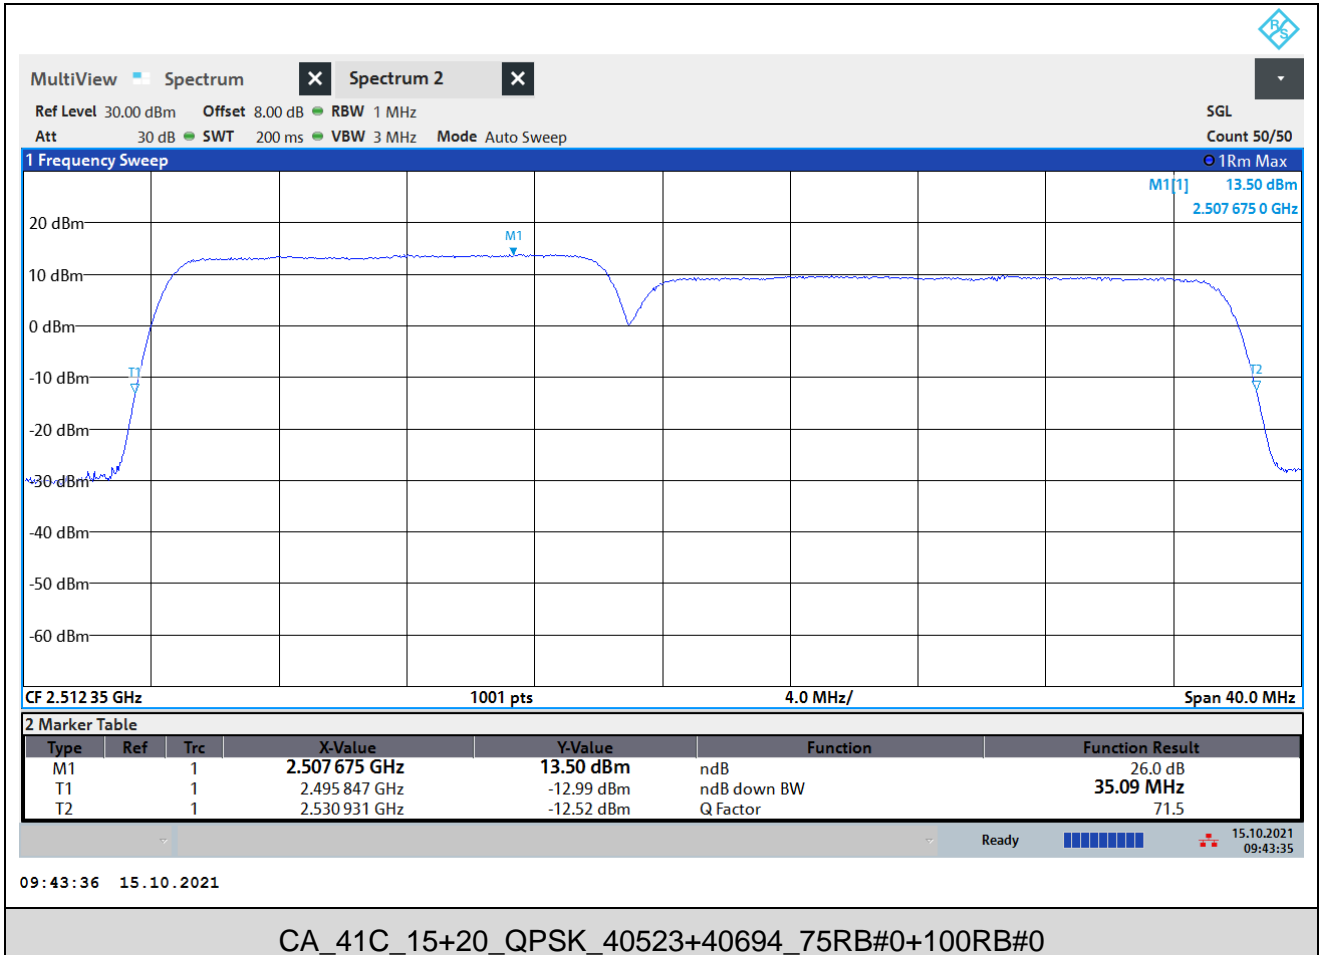 R&S
MultiView Spectrum Spectrum 2
Ref Level 30.00 dBm Offset 8.00 dB RBW 1 MHz SGL
Att 30 dB SWT 200 ms VBW 3 MHz Mode Auto Sweep Count 50/50
1 Frequency Sweep 1Rm Max
M1[1] 13.50 dBm
2.507 675 0 GHz
20 dBm
M1
10 dBm
0 dBm
T1 T2
-10 dBm
-20 dBm
-30 dBm
-40 dBm
-50 dBm
-60 dBm
CF 2.512 35 GHz 1001 pts 4.0 MHz/ Span 40.0 MHz
2 Marker Table
Type Ref Trc X-Value Y-Value Function Function Result
M1 1 2.507 675 GHz 13.50 dBm ndB 26.0 dB
T1 1 2.495 847 GHz -12.99 dBm ndB down BW 35.09 MHz
T2 1 2.530 931 GHz -12.52 dBm Q Factor 71.5
Ready 15.10.2021
09:43:35
09:43:36 15.10.2021
CA_41C_15+20_QPSK_40523+40694_75RB#0+100RB#0